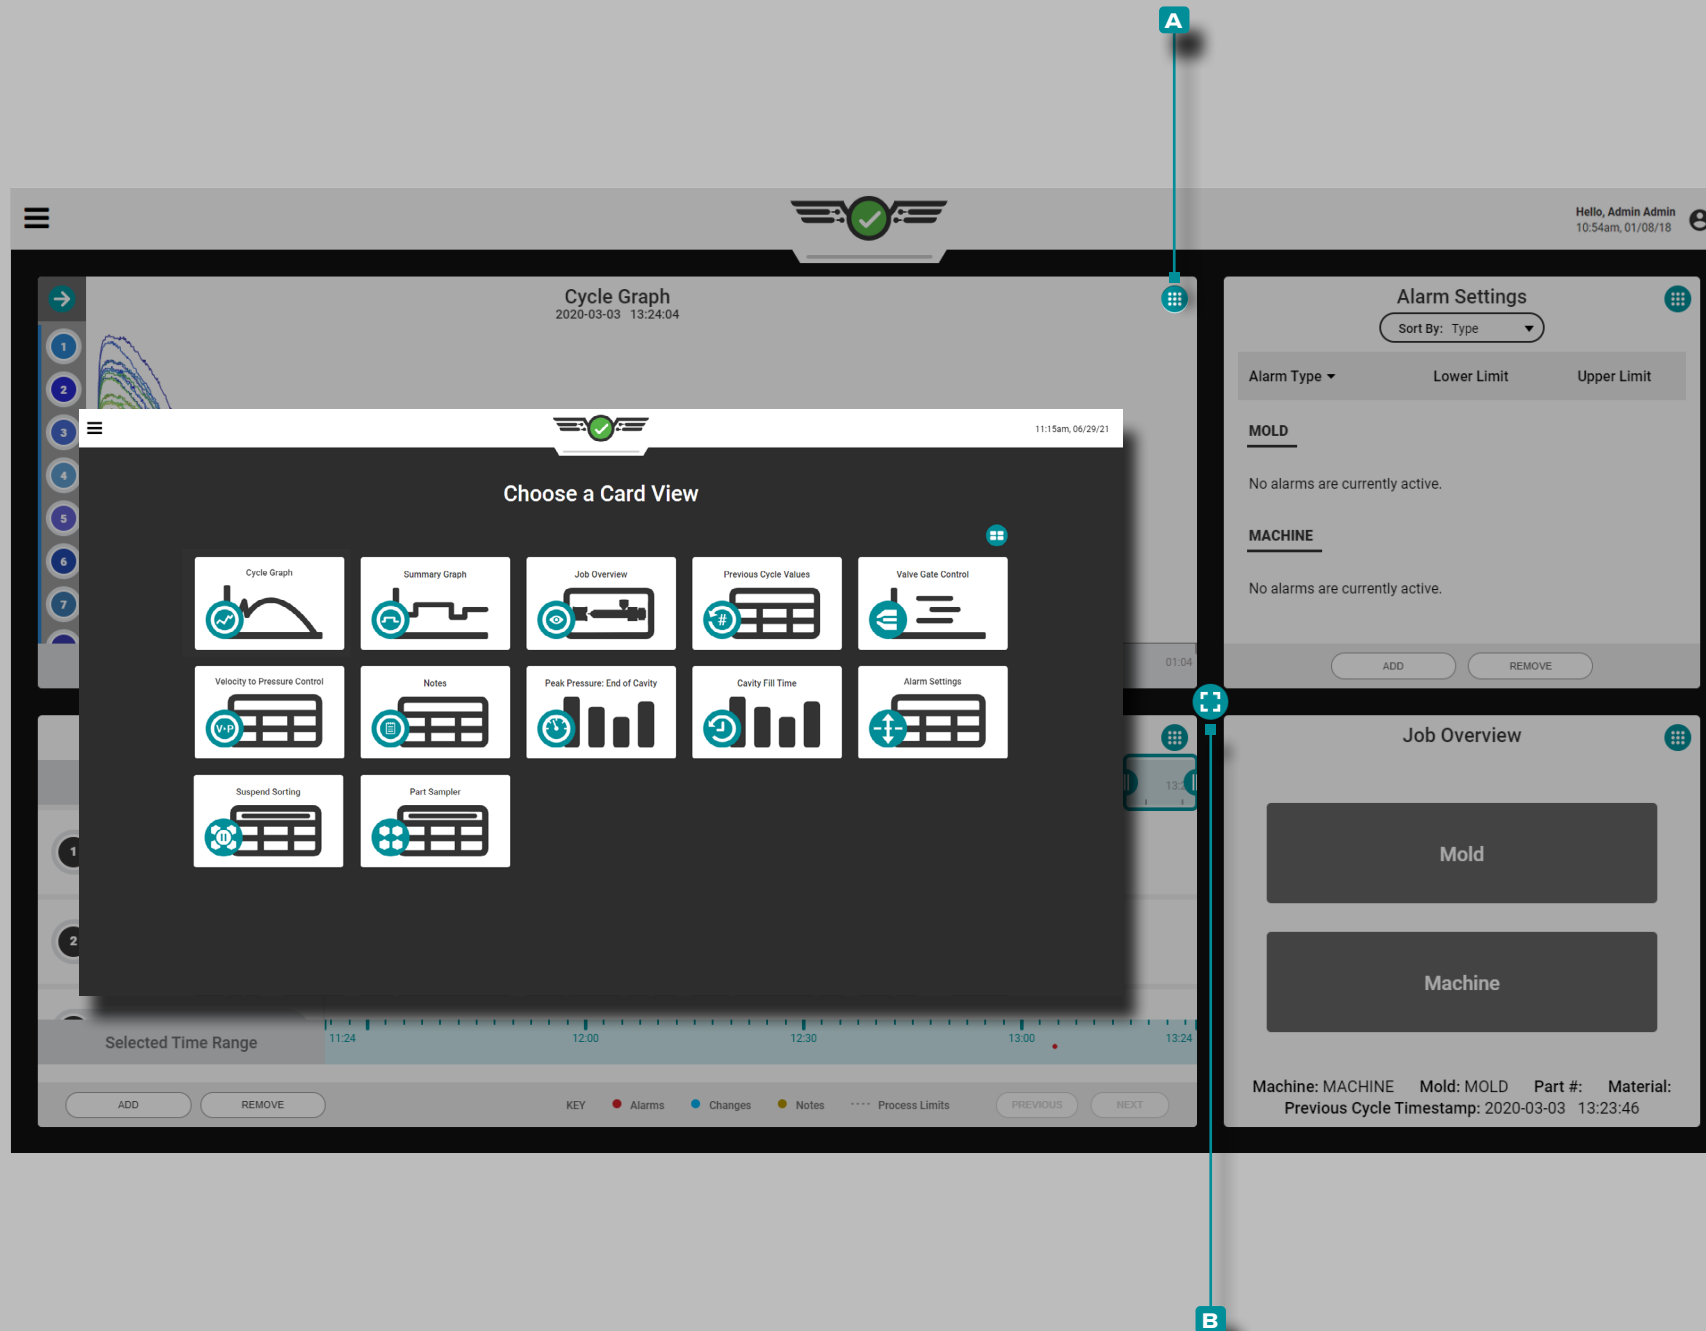 A
Hello, Admin Admin
10:54am, 01/08/18
Cycle Graph
2020-03-03 13:24:04
1
2
3
4
5
6
7
01:04
Alarm Settings
Sort By: Type
Alarm Type Lower Limit Upper Limit
MOLD
No alarms are currently active.
MACHINE
No alarms are currently active.
ADD REMOVE
11:15am, 06/29/21
Choose a Card View
Cycle Graph Summary Graph Job Overview Previous Cycle Values Valve Gate Control
#
Velocity to Pressure Control Notes Peak Pressure: End of Cavity Cavity Fill Time Alarm Settings
V•P
Suspend Sorting Part Sampler
1
2
Selected Time Range
11:24 12:00 12:30 13:00 13:24
ADD REMOVE KEY Alarms Changes Notes Process Limits PREVIOUS NEXT
Job Overview
Mold
Machine
Machine: MACHINE Mold: MOLD Part #: Material:
Previous Cycle Timestamp: 2020-03-03 13:23:46
B